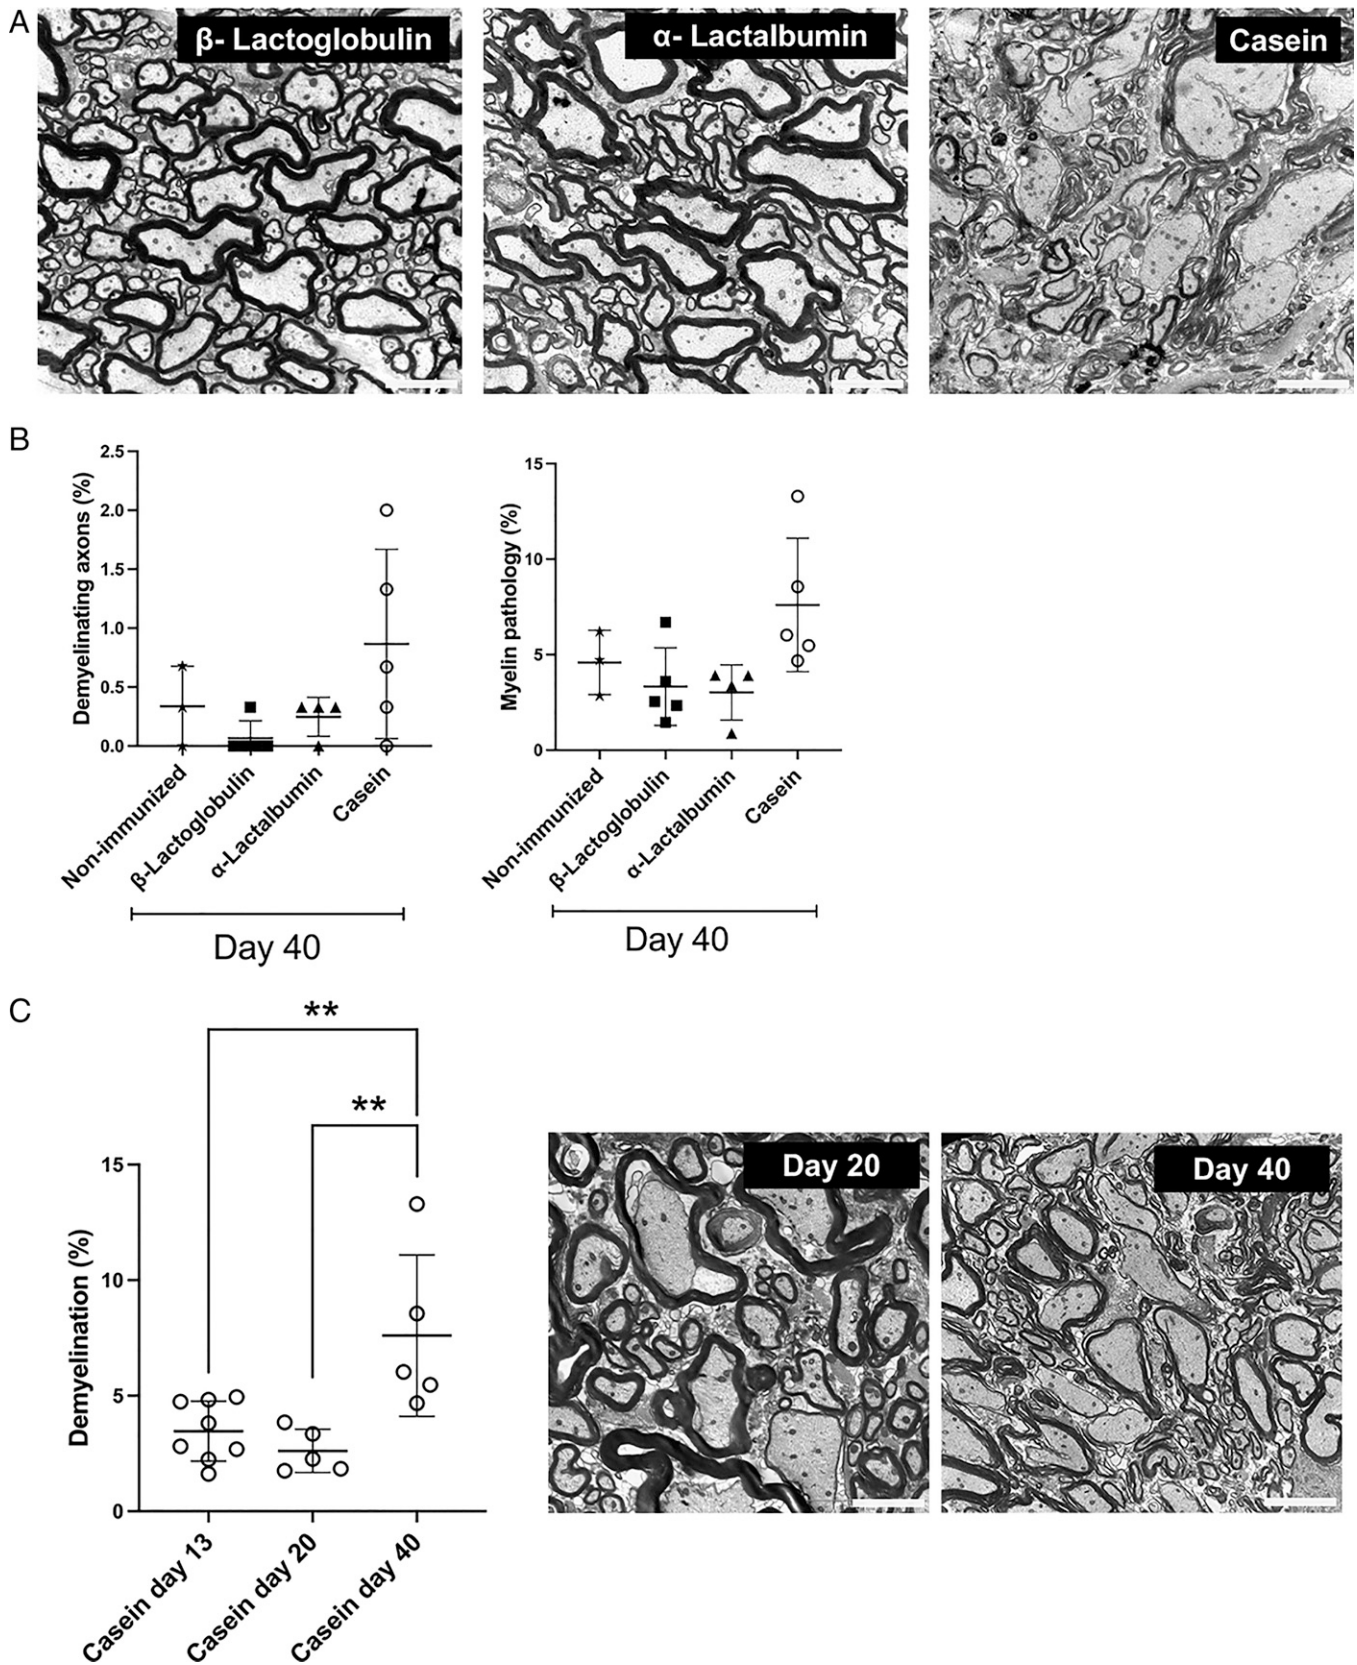 A
β- Lactoglobulin
α- Lactalbumin
Casein
B
Demyelinating axons (%)
2.5
2.0
1.5
1.0
0.5
0.0
Non-immunized
β-Lactoglobulin
α-Lactalbumin
Casein
Day 40
Myelin pathology (%)
15
10
5
0
Non-immunized
β-Lactoglobulin
α-Lactalbumin
Casein
Day 40
C
**
**
Demyelination (%)
15
10
5
0
Casein day 13
Casein day 20
Casein day 40
Day 20
Day 40